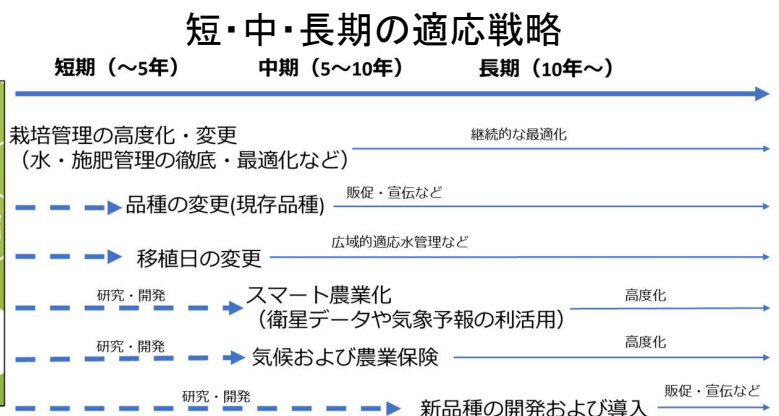 短・中・長期の適応戦略
短期（～5年） 中期（5～10年） 長期（10年～）
栽培管理の高度化・変更
（水・施肥管理の徹底・最適化など）
継続的な最適化
品種の変更(現存品種)
販促・宣伝など
移植日の変更
広域的適応水管理など
研究・開発
スマート農業化
（衛星データや気象予報の利活用）
高度化
研究・開発
気候および農業保険
高度化
研究・開発
新品種の開発および導入
販促・宣伝など